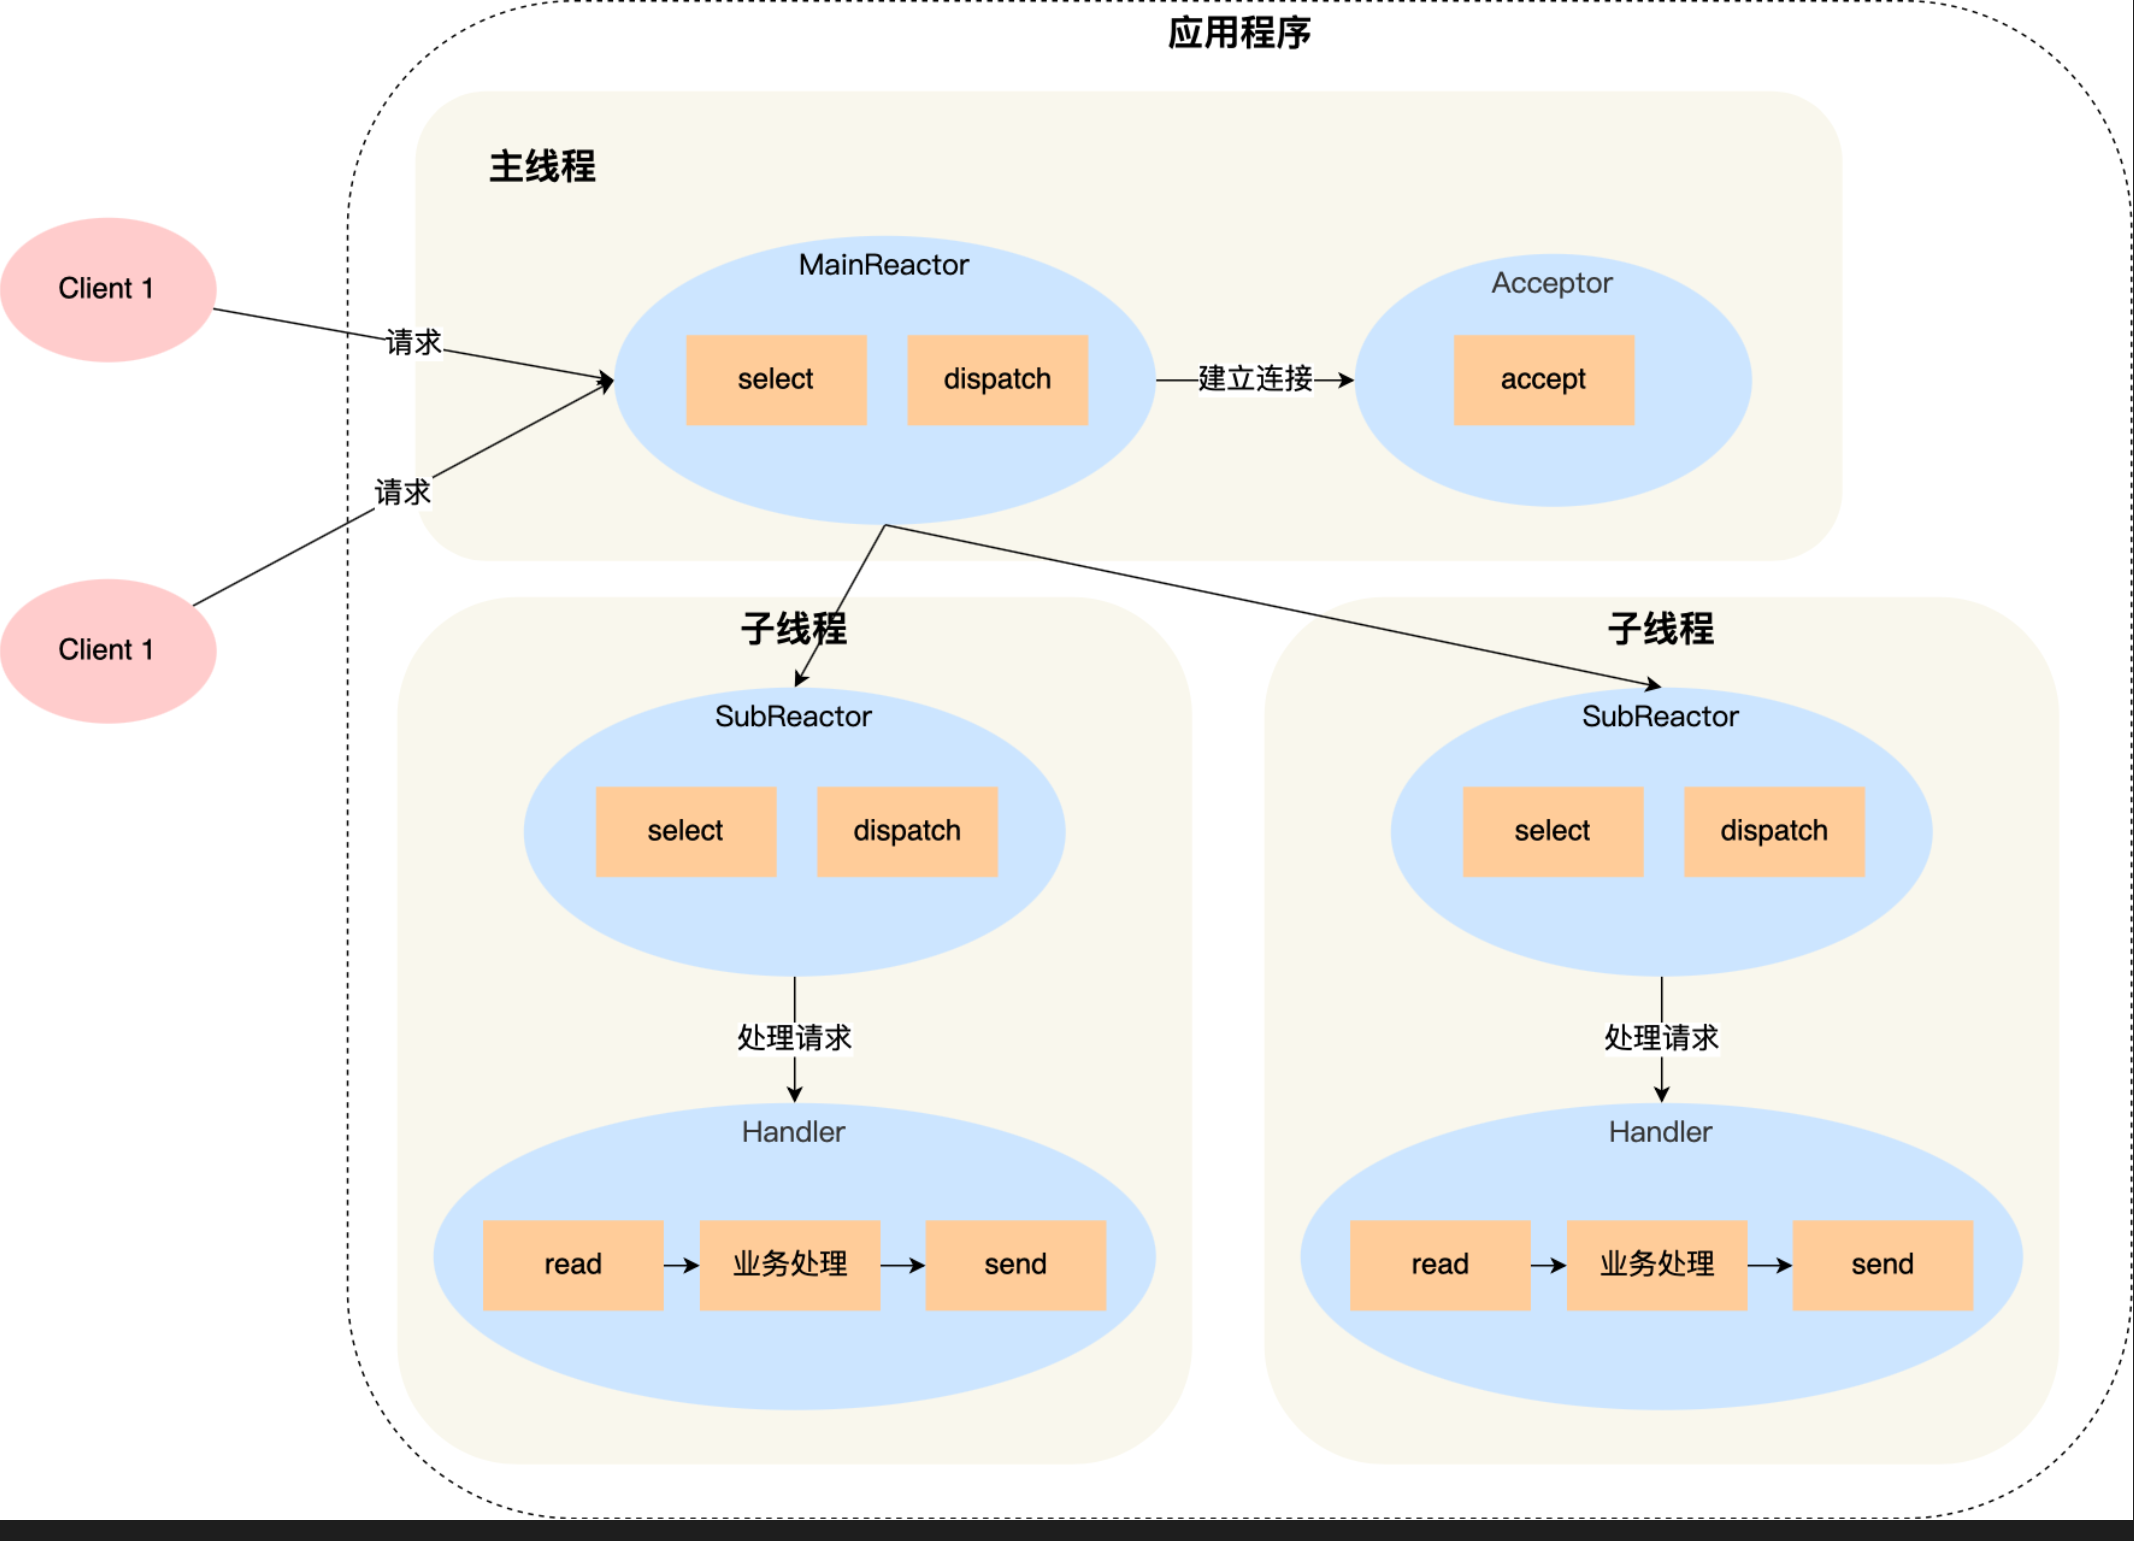 应用程序
主线程
MainReactor
Acceptor
Client 1
请求
select
dispatch
建立连接
accept
请求
Client 1
子线程
子线程
SubReactor
SubReactor
select
dispatch
select
dispatch
处理请求
处理请求
Handler
Handler
read
业务处理
send
read
业务处理
send